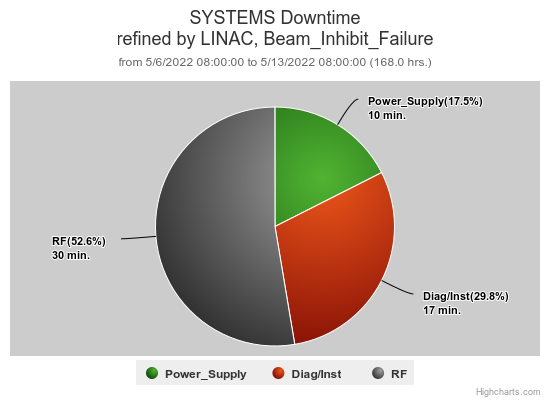 SYSTEMS Downtime
refined by LINAC, Beam_Inhibit_Failure
from 5/6/2022 08:00:00 to 5/13/2022 08:00:00 (168.0 hrs.)
Power_Supply(17.5%)
10 min.
RF(52.6%)
30 min.
Diag/Inst(29.8%)
17 min.
Power_Supply Diag/Inst RF
Highcharts.com